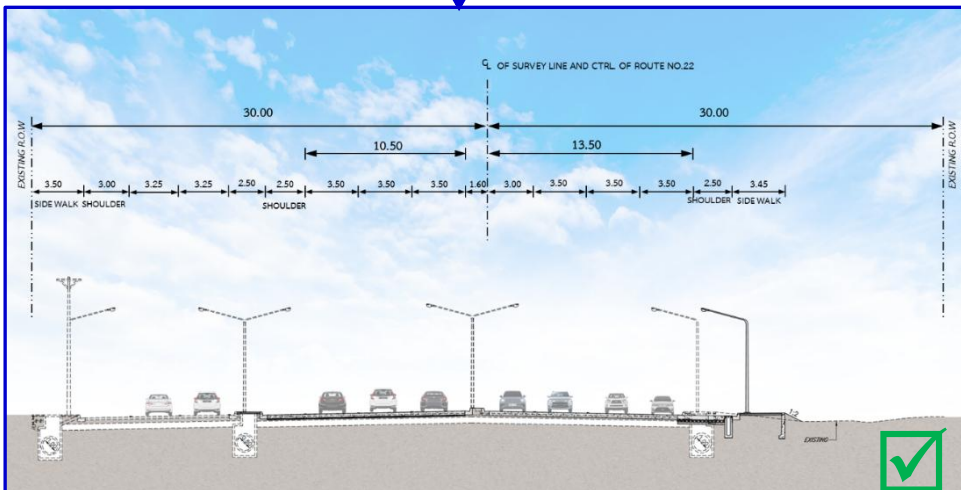 ℄ OF SURVEY LINE AND CTRL. OF ROUTE NO.22
30.00 30.00
EXISTING R.O.W
EXISTING R.O.W
10.50 13.50
3.50 3.00 3.25 3.25 2.50 2.50 3.50 3.50 3.50 1.60 3.00 3.50 3.50 3.50 2.50 3.45
SIDE WALK SHOULDER SHOULDER SHOULDER SIDE WALK
EXISTING